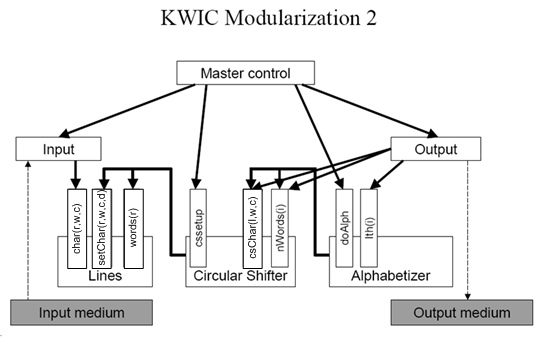 KWIC Modularization 2
Master control
Input
Output
char(r,w,c)
setChar(r,w,c,d)
words(r)
cssetup
csChar(l,w,c)
nWords(i)
doAlph
Ith(i)
Lines
Circular Shifter
Alphabetizer
Input medium
Output medium